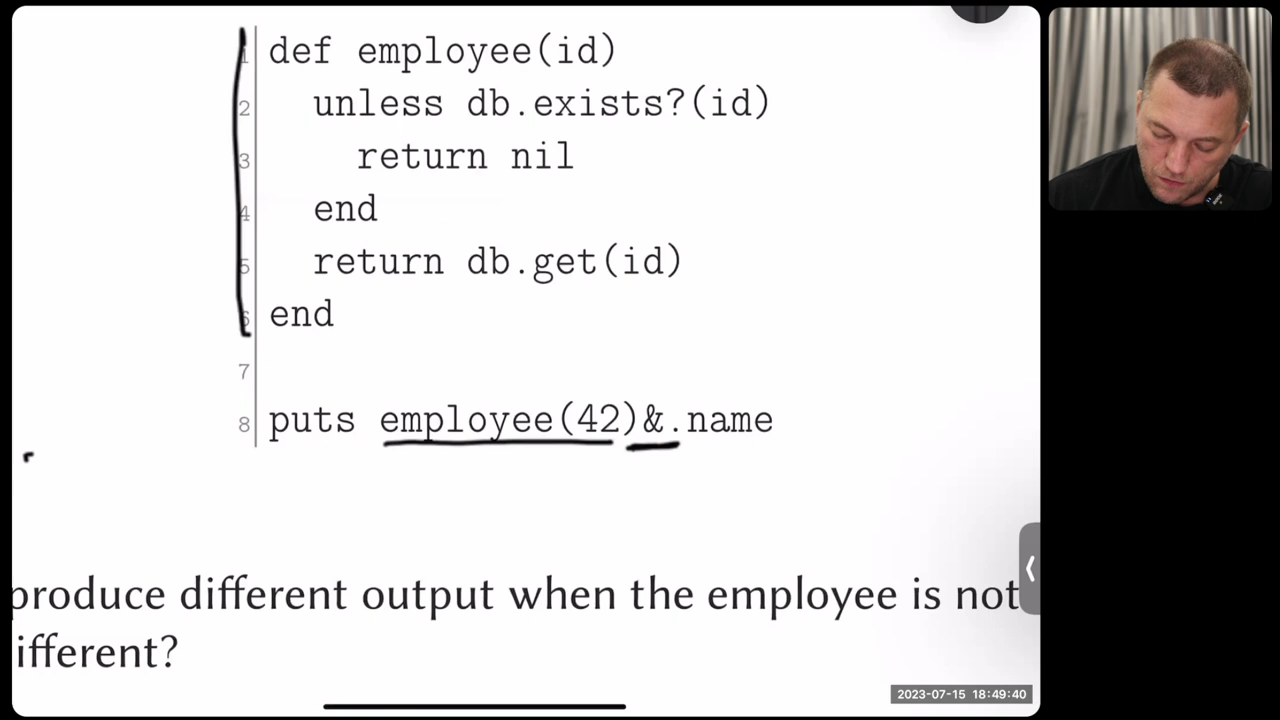 1 def employee(id)
2 unless db.exists?(id)
3 return nil
4 end
5 return db.get(id)
6 end
7
8 puts employee(42)&.name
produce different output when the employee is not
ifferent?
2023-07-15 18:49:40